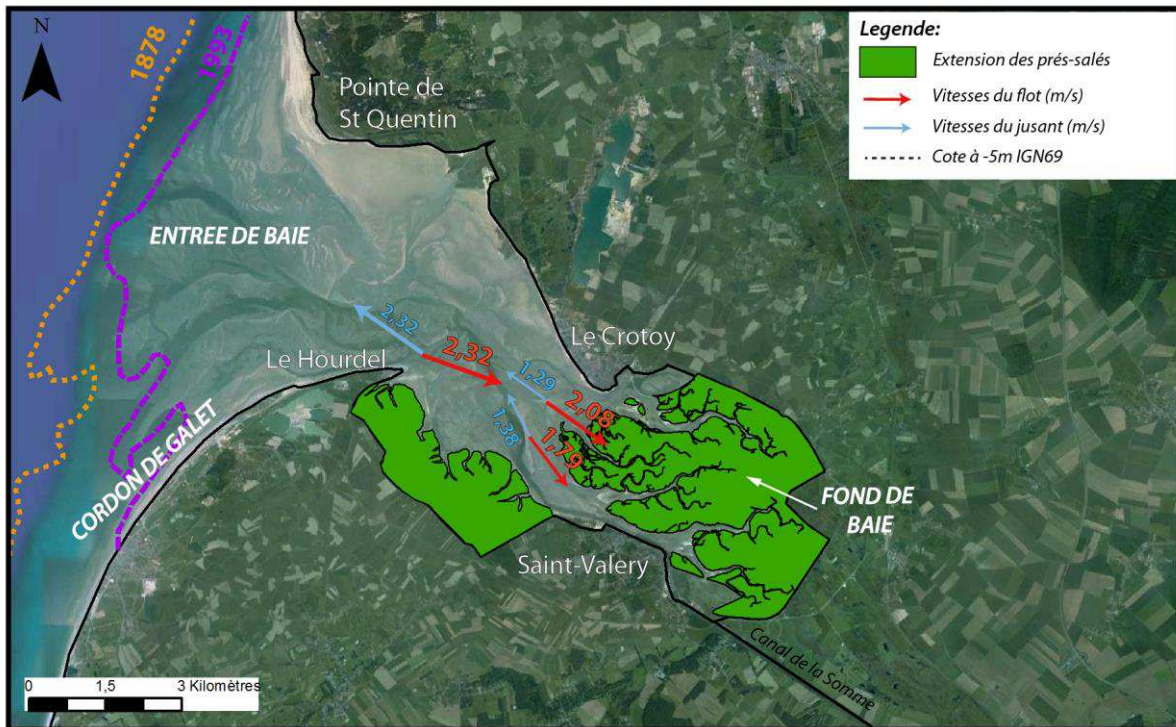 N
1878
1993
Pointe de
St Quentin
Legende:
Extension des prés-salés
Vitesses du flot (m/s)
Vitesses du jusant (m/s)
Cote à -5m IGN69
ENTREE DE BAIE
2,32
2,32
Le Hourdel
Le Crotoy
1,29
2,08
1,38
1,79
CORDON DE GALET
FOND DE
BAIE
Saint-Valery
Canal de la Somme
0 1,5 3 Kilomètres